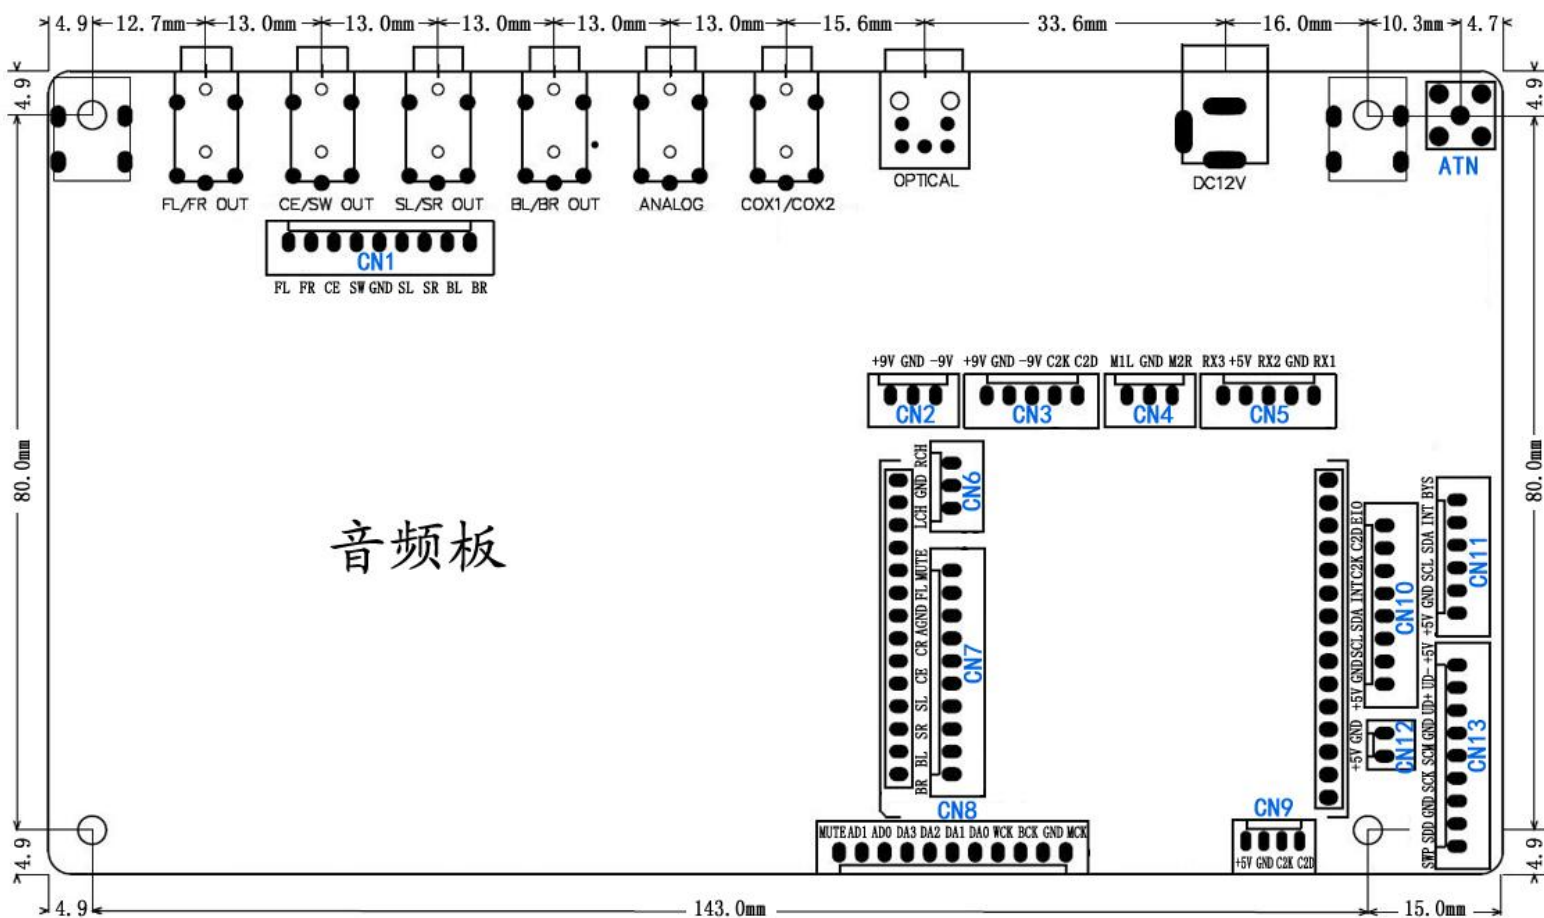 4.9 12.7mm 13.0mm 13.0mm 13.0mm 13.0mm 13.0mm 15.6mm 33.6mm 16.0mm 10.3mm 4.7
4.9
4.9
ATN
OPTICAL
DC12V
FL/FR OUT CE/SW OUT SL/SR OUT BL/BR OUT ANALOG COX1/COX2
CN1
FL FR CE SW GND SL SR BL BR
+9V GND -9V
CN2
+9V GND -9V C2K C2D
CN3
M1L GND M2R
CN4
RX3 +5V RX2 GND RX1
CN5
80.0mm
80.0mm
音频板
LCH GND RCH
CN6
BR BL SR SL CE CR AGND FL MUTE
CN7
+5V GND SCL SDA INT C2K C2D EIO
CN10
+5V GND SCL SDA INT BYS
CN11
+5V GND
CN12
SWP SDD GND SCK SCM GND UD+ UD- +5V
CN13
CN8
MUTE AD1 AD0 DA3 DA2 DA1 DA0 WCK BCK GND MCK
CN9
+5V GND C2K C2D
4.9
4.9
4.9 143.0mm 15.0mm